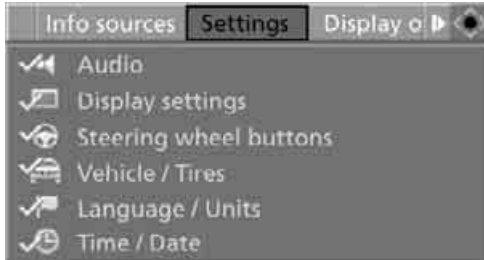 Info sources Settings Display o
Audio
Display settings
Steering wheel buttons
Vehicle / Tires
Language / Units
Time / Date